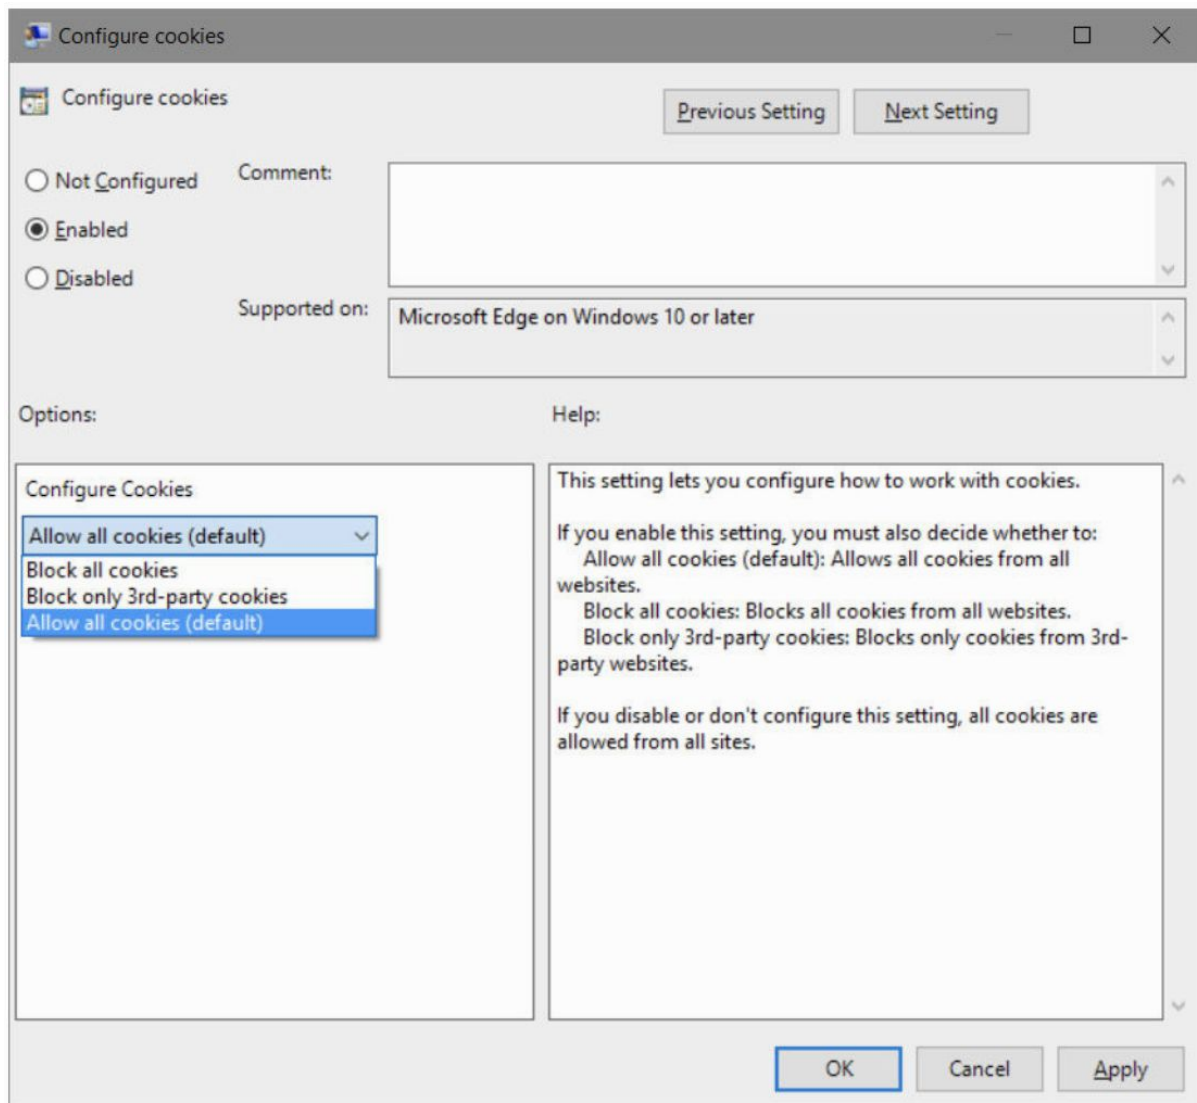 Configure cookies
Configure cookies
Previous Setting
Next Setting
Not Configured
Comment:
Enabled
Disabled
Supported on:
Microsoft Edge on Windows 10 or later
Options:
Help:
Configure Cookies
Allow all cookies (default)
Block all cookies
Block only 3rd-party cookies
Allow all cookies (default)
This setting lets you configure how to work with cookies.
If you enable this setting, you must also decide whether to:
Allow all cookies (default): Allows all cookies from all
websites.
Block all cookies: Blocks all cookies from all websites.
Block only 3rd-party cookies: Blocks only cookies from 3rd-
party websites.
If you disable or don't configure this setting, all cookies are
allowed from all sites.
OK
Cancel
Apply